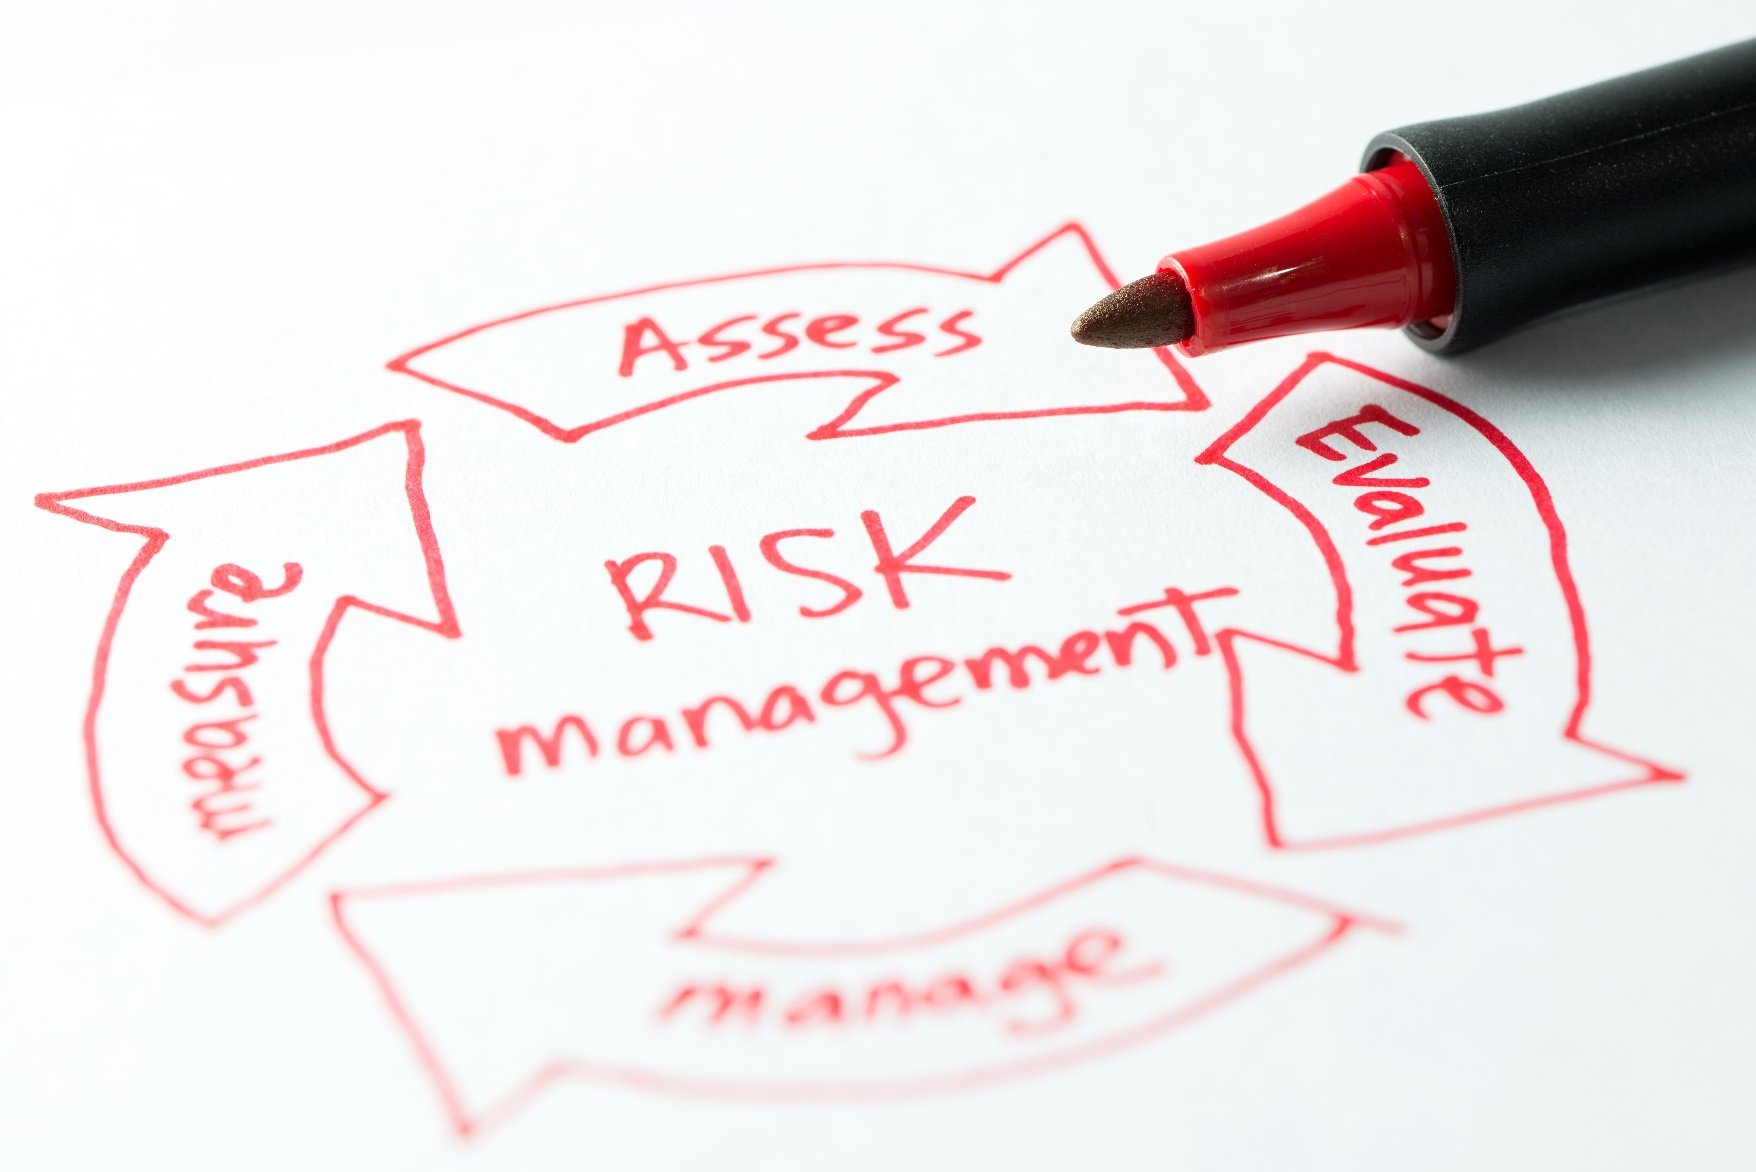 Assess
Evaluate
RISK
management
measure
manage